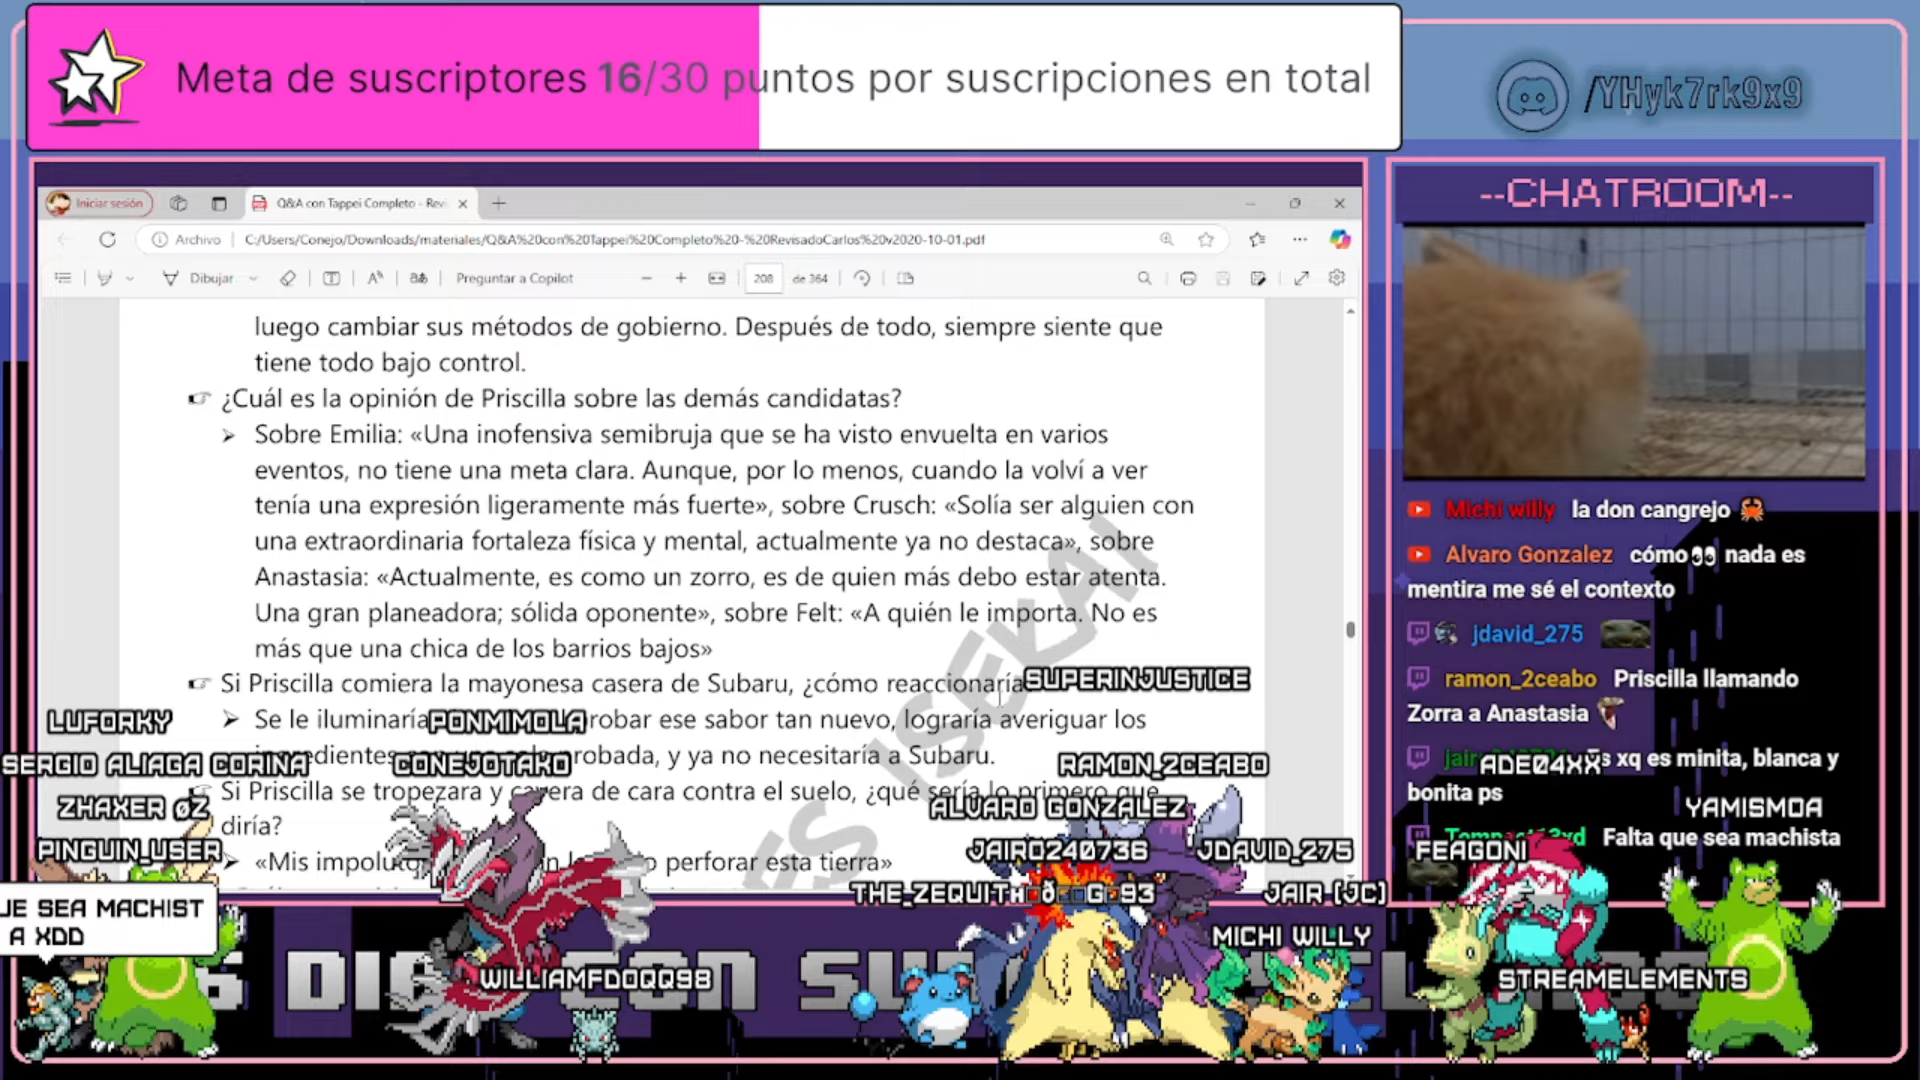 Meta de suscriptores 16/30 puntos por suscripciones en total
/YHyk7rk9x9
Iniciar sesión
Q&A con Tappei Completo - Revi
Archivo
C:/Users/Conejo/Downloads/materiales/Q&A%20con%20Tappei%20Completo%20-%20RevisadoCarlos%20v2020-10-01.pdf
Dibujar
Preguntar a Copilot
208 de 364
luego cambiar sus métodos de gobierno. Después de todo, siempre siente que
tiene todo bajo control.
¿Cuál es la opinión de Priscilla sobre las demás candidatas?
Sobre Emilia: «Una inofensiva semibruja que se ha visto envuelta en varios
eventos, no tiene una meta clara. Aunque, por lo menos, cuando la volví a ver
tenía una expresión ligeramente más fuerte», sobre Crusch: «Solía ser alguien con
una extraordinaria fortaleza física y mental, actualmente ya no destaca», sobre
Anastasia: «Actualmente, es como un zorro, es de quien más debo estar atenta.
Una gran planeadora; sólida oponente», sobre Felt: «A quién le importa. No es
más que una chica de los barrios bajos»
Si Priscilla comiera la mayonesa casera de Subaru, ¿cómo reaccionaría
Se le iluminaría robar ese sabor tan nuevo, lograría averiguar los
probada, y ya no necesitaría a Subaru.
Si Priscilla se tropezara y cayera de cara contra el suelo, ¿qué sería lo primero que
diría?
«Mis perforar esta tierra»
ES ISEKAI
--CHATROOM--
Michi willy la don cangrejo
Alvaro Gonzalez cómo nada es
mentira me sé el contexto
jdavid_275
ramon_2ceabo Priscilla llamando
Zorra a Anastasia
s xq es minita, blanca y
bonita ps
Falta que sea machista
SUPERINJUSTICE
LUFORKY
PONMIMOLA
SERGIO ALIAGA CORINA
CONEJOTAKO
RAMON_2CEABO
ADE04XX
ZHAXER ØZ
ALVARO GONZALEZ
YAMISMOA
PINGUIN_USER
JAIRO240736
JDAVID_275
FEAGONI
THE_ZEQUIT
G-93
JAIR (JC)
JE SEA MACHIST
A XDD
MICHI WILLY
WILLIAMFDOQQ98
STREAMELEMENTS